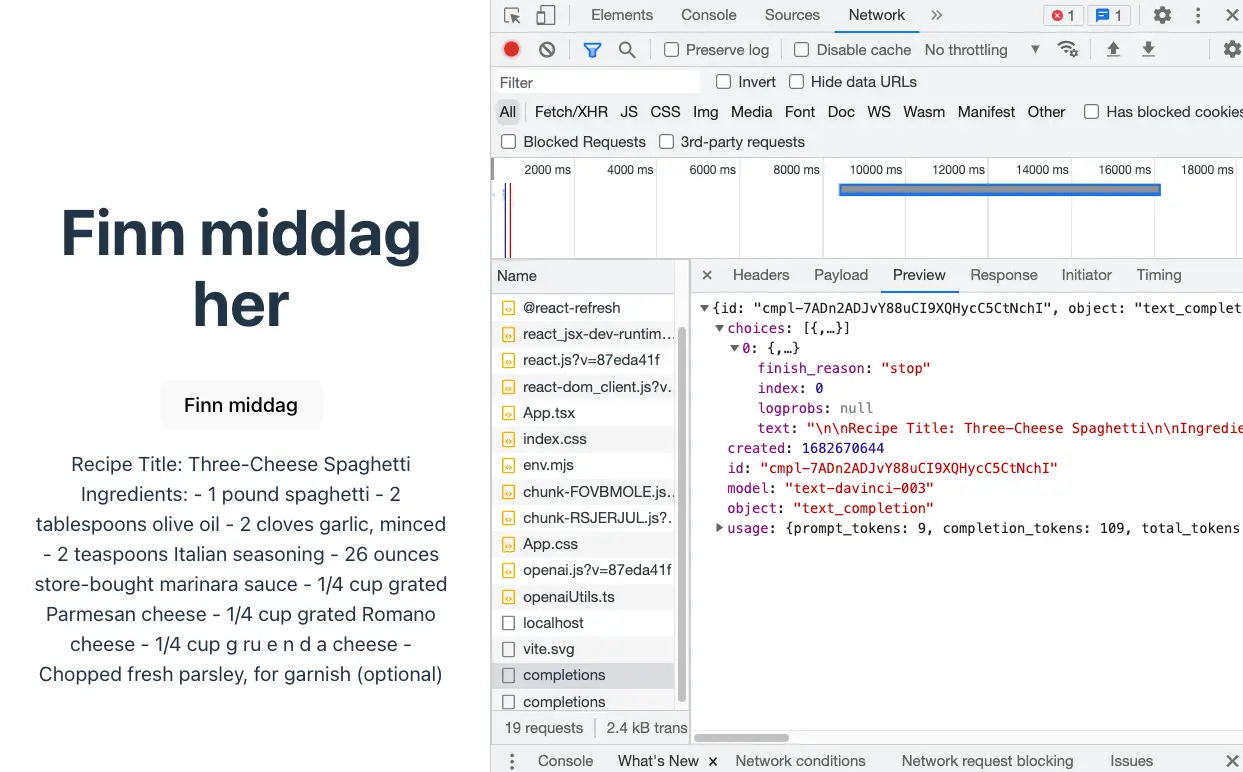 Finn middag
her
Finn middag
Recipe Title: Three-Cheese Spaghetti
Ingredients: - 1 pound spaghetti - 2
tablespoons olive oil - 2 cloves garlic, minced
- 2 teaspoons Italian seasoning - 26 ounces
store-bought marinara sauce - 1/4 cup grated
Parmesan cheese - 1/4 cup grated Romano
cheese - 1/4 cup g ru e n d a cheese -
Chopped fresh parsley, for garnish (optional)
Elements Console Sources Network 1 1
Preserve log Disable cache No throttling
Filter Invert Hide data URLs
All Fetch/XHR JS CSS Img Media Font Doc WS Wasm Manifest Other Has blocked cookies
Blocked Requests 3rd-party requests
2000 ms 4000 ms 6000 ms 8000 ms 10000 ms 12000 ms 14000 ms 16000 ms 18000 ms
Name
@react-refresh
react_jsx-dev-runtim…
react.js?v=87eda41f
react-dom_client.js?v…
App.tsx
index.css
env.mjs
chunk-FOVBMOLE.js…
chunk-RSJERJUL.js?…
App.css
openai.js?v=87eda41f
openaiUtils.ts
localhost
vite.svg
completions
completions
19 requests 2.4 kB trans
Headers Payload Preview Response Initiator Timing
{id: "cmpl-7ADn2ADJvY88uCI9XQHycC5CtNchI", object: "text_complet
choices: [{,…}]
0: {,…}
finish_reason: "stop"
index: 0
logprobs: null
text: "\n\nRecipe Title: Three-Cheese Spaghetti\n\nIngredie
created: 1682670644
id: "cmpl-7ADn2ADJvY88uCI9XQHycC5CtNchI"
model: "text-davinci-003"
object: "text_completion"
usage: {prompt_tokens: 9, completion_tokens: 109, total_tokens
Console What's New Network conditions Network request blocking Issues